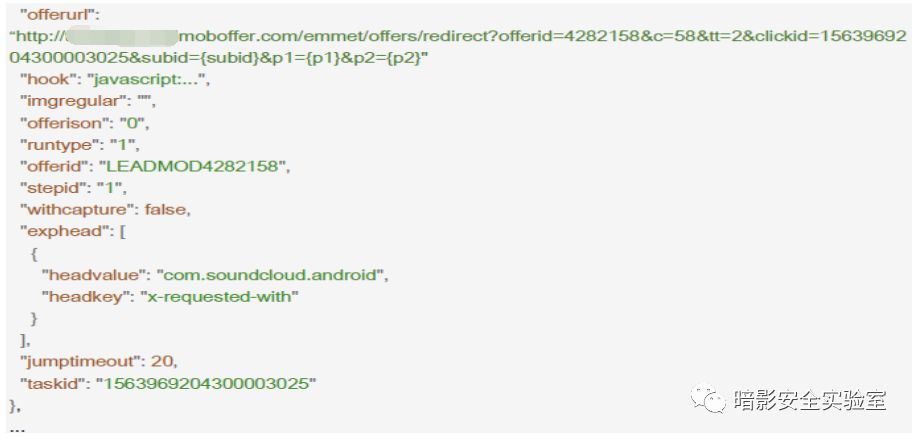 "offerurl":
"http://moboffer.com/emmet/offers/redirect?offerid=4282158&c=58&tt=2&clickid=15639692
04300003025&subid={subid}&p1={p1}&p2={p2}"
"hook": "javascript:...",
"imgregular": "",
"offerison": "0",
"runtype": "1",
"offerid": "LEADMOD4282158",
"stepid": "1",
"withcapture": false,
"exphead": [
{
"headvalue": "com.soundcloud.android",
"headkey": "x-requested-with"
}
],
"jumptimeout": 20,
"taskid": "1563969204300003025"
},
...
暗影安全实验室